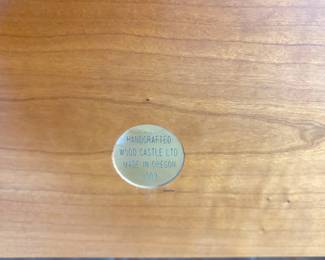 HANDCRAFTED
WOOD CASTLE LTD
MADE IN OREGON